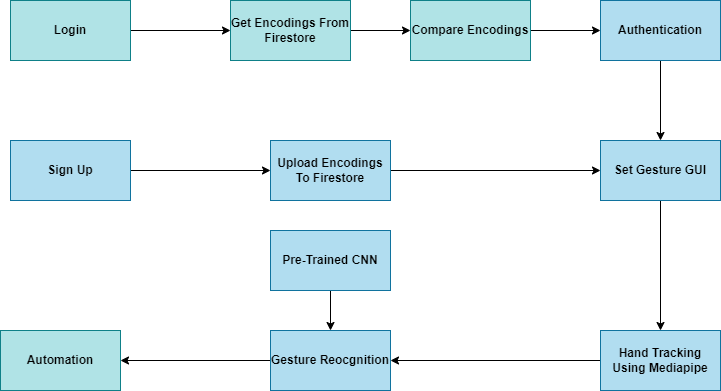 Login
Get Encodings From
Firestore
Compare Encodings
Authentication
Sign Up
Upload Encodings
To Firestore
Set Gesture GUI
Pre-Trained CNN
Automation
Gesture Reocgnition
Hand Tracking
Using Mediapipe